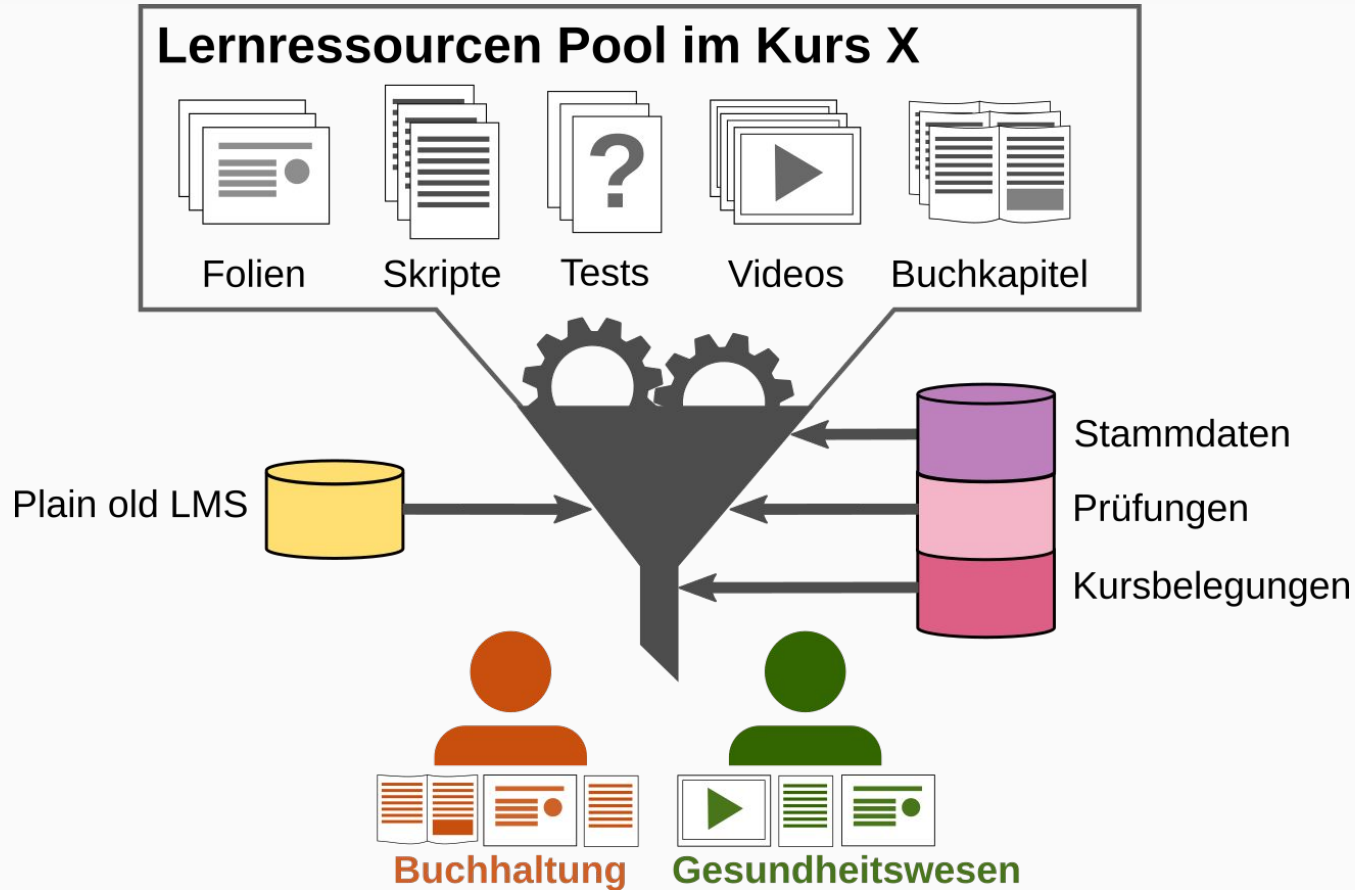 Lernressourcen Pool im Kurs X
?
Folien
Skripte
Tests
Videos
Buchkapitel
Stammdaten
Plain old LMS
Prüfungen
Kursbelegungen
Buchhaltung
Gesundheitswesen